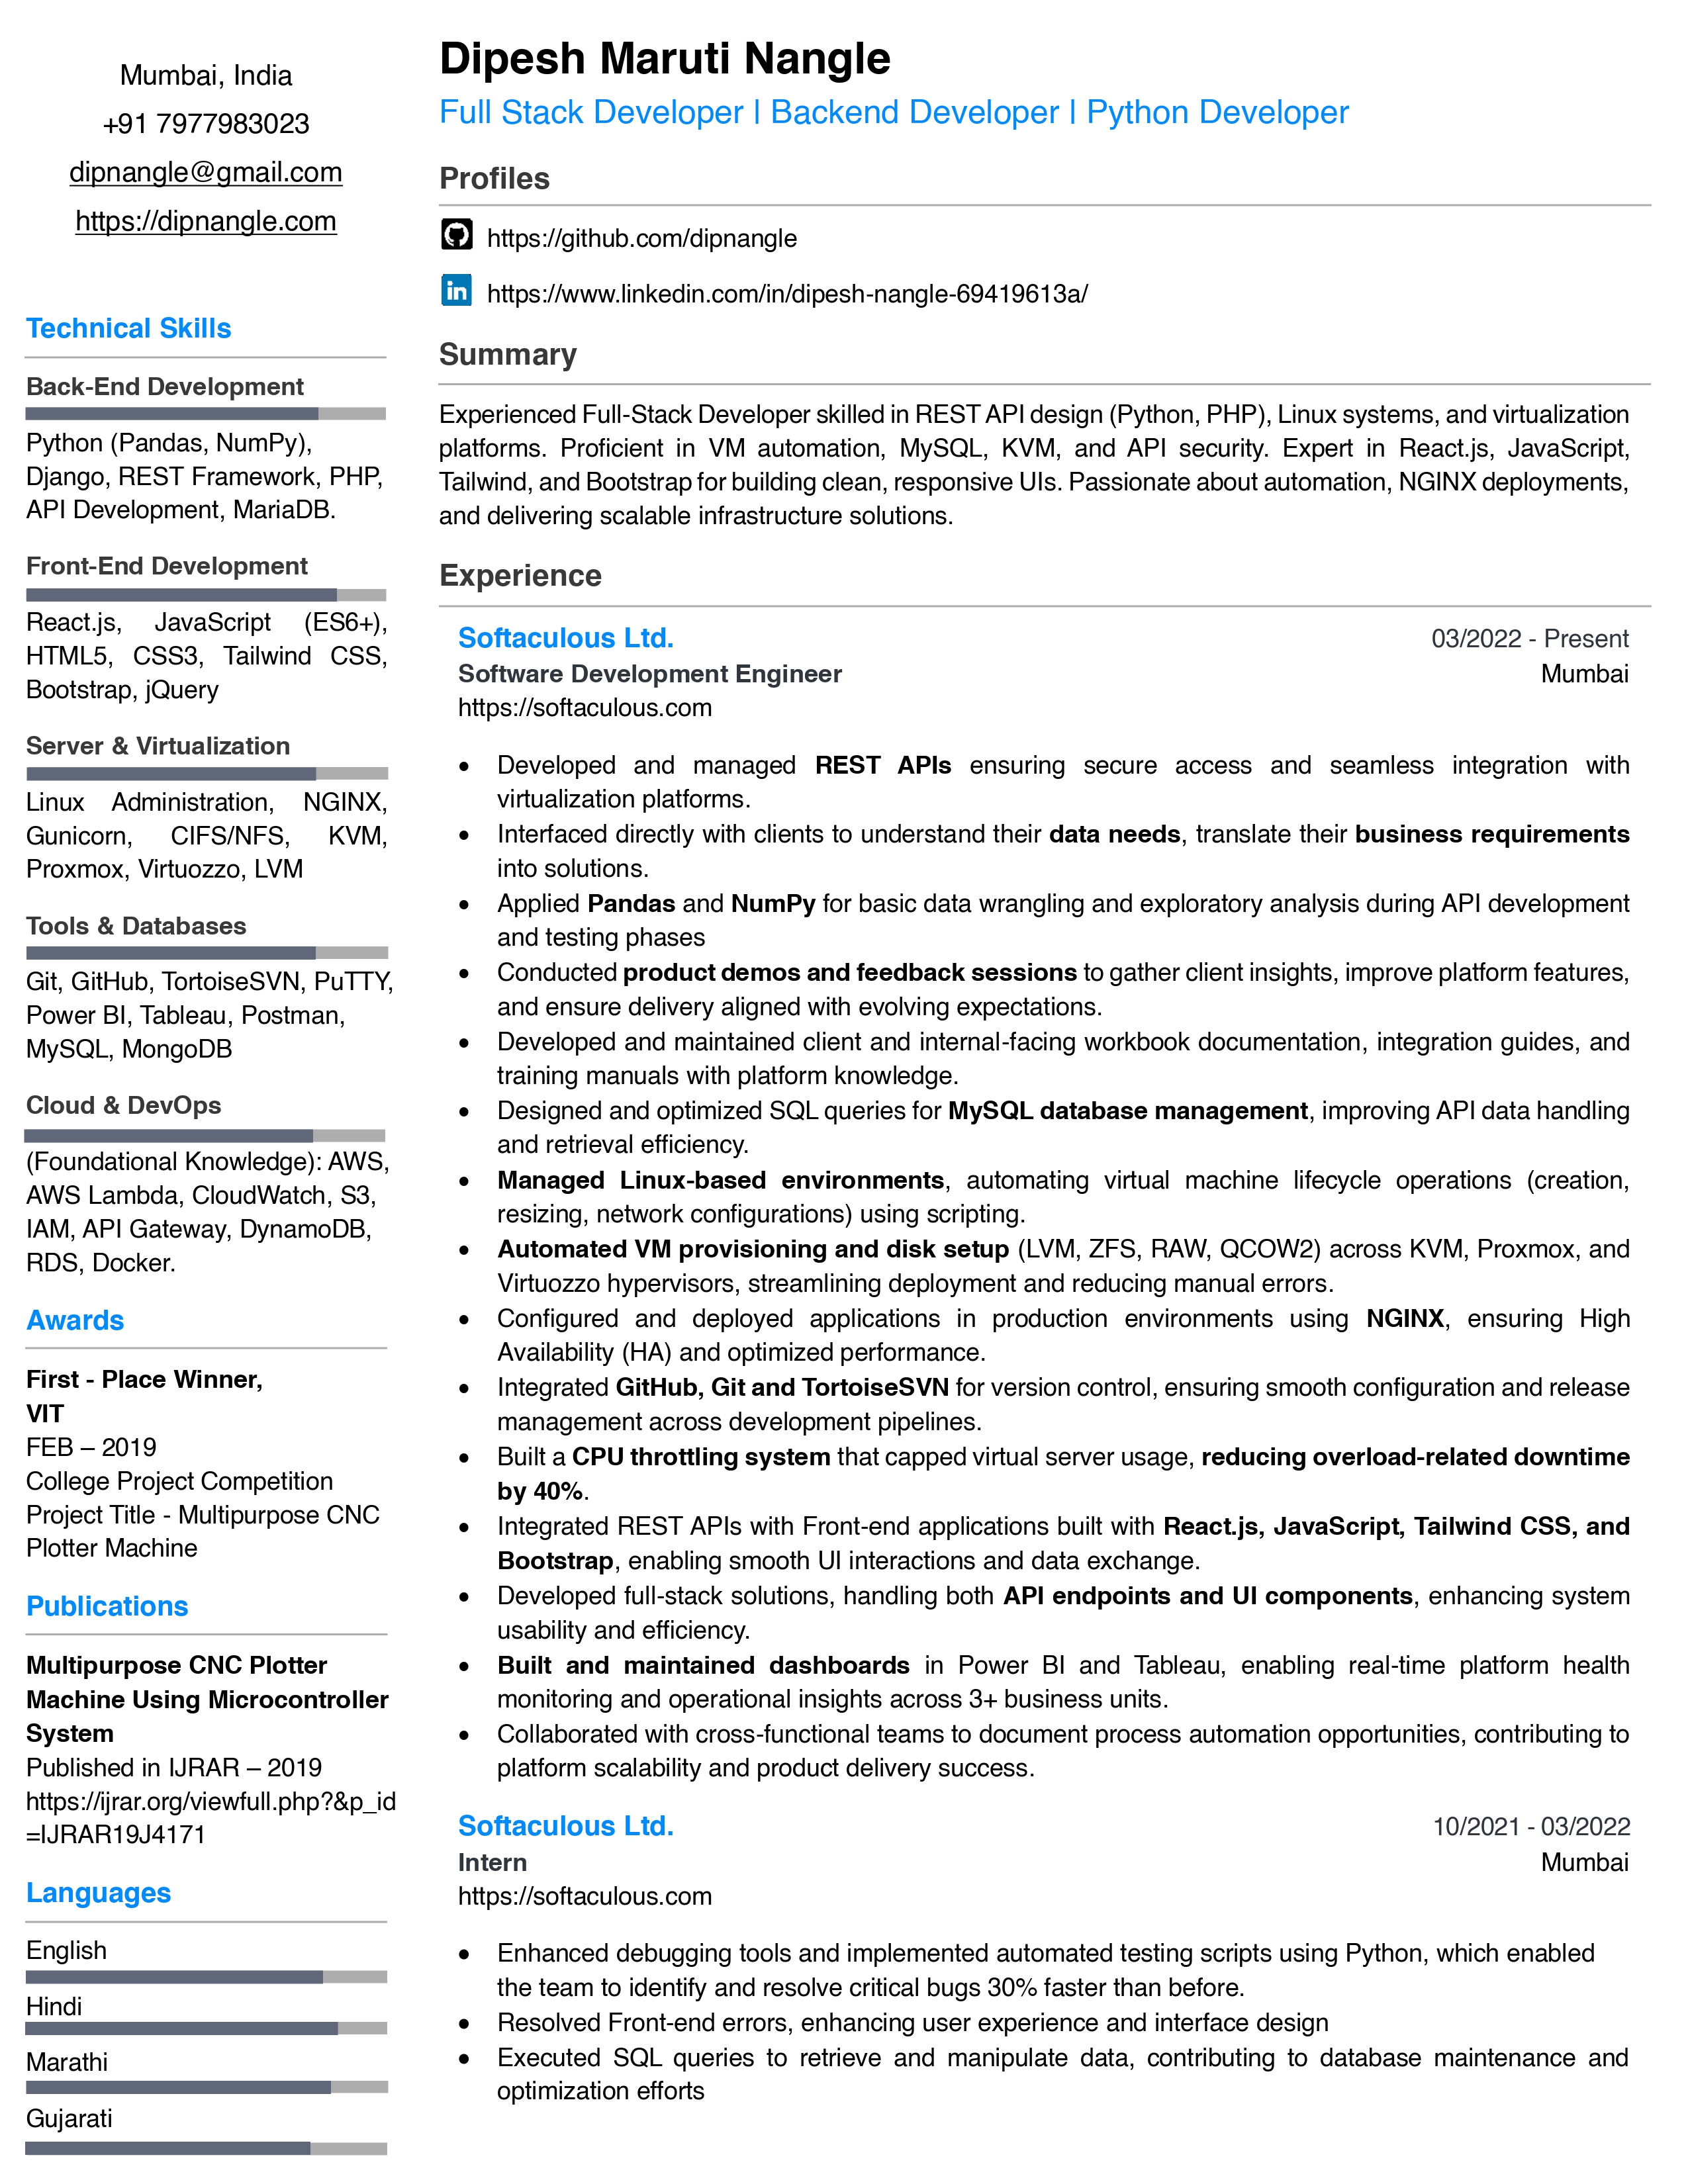 Mumbai, India
+91 7977983023
dipnangle@gmail.com
https://dipnangle.com
Technical Skills
Back-End Development
Python (Pandas, NumPy),
Django, REST Framework, PHP,
API Development, MariaDB.
Front-End Development
React.js, JavaScript (ES6+),
HTML5, CSS3, Tailwind CSS,
Bootstrap, jQuery
Server & Virtualization
Linux Administration, NGINX,
Gunicorn, CIFS/NFS, KVM,
Proxmox, Virtuozzo, LVM
Tools & Databases
Git, GitHub, TortoiseSVN, PuTTY,
Power BI, Tableau, Postman,
MySQL, MongoDB
Cloud & DevOps
(Foundational Knowledge): AWS,
AWS Lambda, CloudWatch, S3,
IAM, API Gateway, DynamoDB,
RDS, Docker.
Awards
First - Place Winner,
VIT
FEB – 2019
College Project Competition
Project Title - Multipurpose CNC
Plotter Machine
Publications
Multipurpose CNC Plotter
Machine Using Microcontroller
System
Published in IJRAR – 2019
https://ijrar.org/viewfull.php?&p_id
=IJRAR19J4171
Languages
English
Hindi
Marathi
Gujarati
Dipesh Maruti Nangle
Full Stack Developer | Backend Developer | Python Developer
Profiles
https://github.com/dipnangle
in https://www.linkedin.com/in/dipesh-nangle-69419613a/
Summary
Experienced Full-Stack Developer skilled in REST API design (Python, PHP), Linux systems, and virtualization
platforms. Proficient in VM automation, MySQL, KVM, and API security. Expert in React.js, JavaScript,
Tailwind, and Bootstrap for building clean, responsive UIs. Passionate about automation, NGINX deployments,
and delivering scalable infrastructure solutions.
Experience
Softaculous Ltd. 03/2022 - Present
Software Development Engineer Mumbai
https://softaculous.com
• Developed and managed REST APIs ensuring secure access and seamless integration with
virtualization platforms.
• Interfaced directly with clients to understand their data needs, translate their business requirements
into solutions.
• Applied Pandas and NumPy for basic data wrangling and exploratory analysis during API development
and testing phases
• Conducted product demos and feedback sessions to gather client insights, improve platform features,
and ensure delivery aligned with evolving expectations.
• Developed and maintained client and internal-facing workbook documentation, integration guides, and
training manuals with platform knowledge.
• Designed and optimized SQL queries for MySQL database management, improving API data handling
and retrieval efficiency.
• Managed Linux-based environments, automating virtual machine lifecycle operations (creation,
resizing, network configurations) using scripting.
• Automated VM provisioning and disk setup (LVM, ZFS, RAW, QCOW2) across KVM, Proxmox, and
Virtuozzo hypervisors, streamlining deployment and reducing manual errors.
• Configured and deployed applications in production environments using NGINX, ensuring High
Availability (HA) and optimized performance.
• Integrated GitHub, Git and TortoiseSVN for version control, ensuring smooth configuration and release
management across development pipelines.
• Built a CPU throttling system that capped virtual server usage, reducing overload-related downtime
by 40%.
• Integrated REST APIs with Front-end applications built with React.js, JavaScript, Tailwind CSS, and
Bootstrap, enabling smooth UI interactions and data exchange.
• Developed full-stack solutions, handling both API endpoints and UI components, enhancing system
usability and efficiency.
• Built and maintained dashboards in Power BI and Tableau, enabling real-time platform health
monitoring and operational insights across 3+ business units.
• Collaborated with cross-functional teams to document process automation opportunities, contributing to
platform scalability and product delivery success.
Softaculous Ltd. 10/2021 - 03/2022
Intern Mumbai
https://softaculous.com
• Enhanced debugging tools and implemented automated testing scripts using Python, which enabled
the team to identify and resolve critical bugs 30% faster than before.
• Resolved Front-end errors, enhancing user experience and interface design
• Executed SQL queries to retrieve and manipulate data, contributing to database maintenance and
optimization efforts